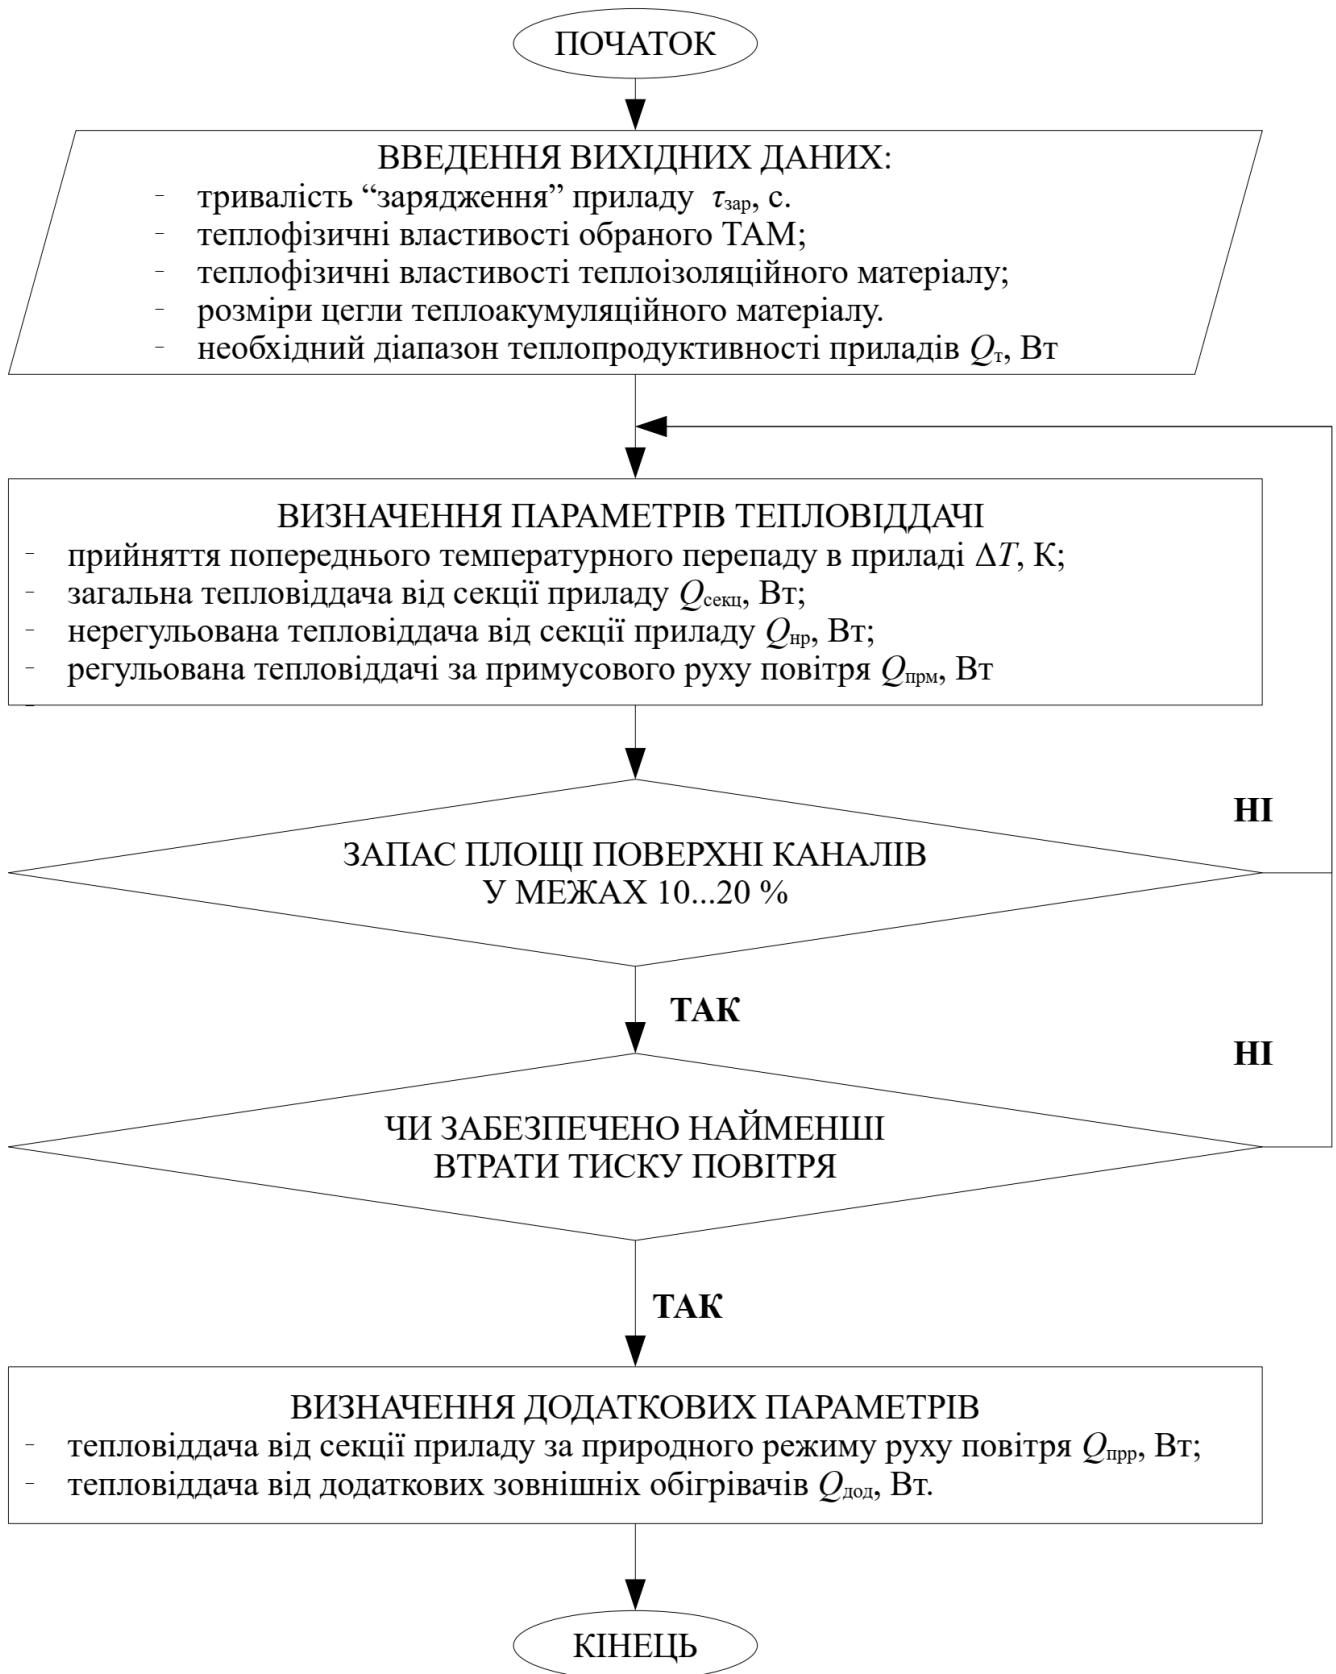 ПОЧАТОК
ВВЕДЕННЯ ВИХІДНИХ ДАНИХ:
- тривалість “зарядження” приладу τзар, с.
- теплофізичні властивості обраного ТАМ;
- теплофізичні властивості теплоізоляційного матеріалу;
- розміри цегли теплоакумуляційного матеріалу.
- необхідний діапазон теплопродуктивності приладів Qт, Вт
ВИЗНАЧЕННЯ ПАРАМЕТРІВ ТЕПЛОВІДДАЧІ
- прийняття попереднього температурного перепаду в приладі ΔT, К;
- загальна тепловіддача від секції приладу Qсекц, Вт;
- нерегульована тепловіддача від секції приладу Qнр, Вт;
- регульована тепловіддачі за примусового руху повітря Qпрм, Вт
-
НІ
ЗАПАС ПЛОЩІ ПОВЕРХНІ КАНАЛІВ
У МЕЖАХ 10...20 %
ТАК
НІ
ЧИ ЗАБЕЗПЕЧЕНО НАЙМЕНШІ
ВТРАТИ ТИСКУ ПОВІТРЯ
ТАК
ВИЗНАЧЕННЯ ДОДАТКОВИХ ПАРАМЕТРІВ
- тепловіддача від секції приладу за природного режиму руху повітря Qпрр, Вт;
- тепловіддача від додаткових зовнішніх обігрівачів Qдод, Вт.
КІНЕЦЬ